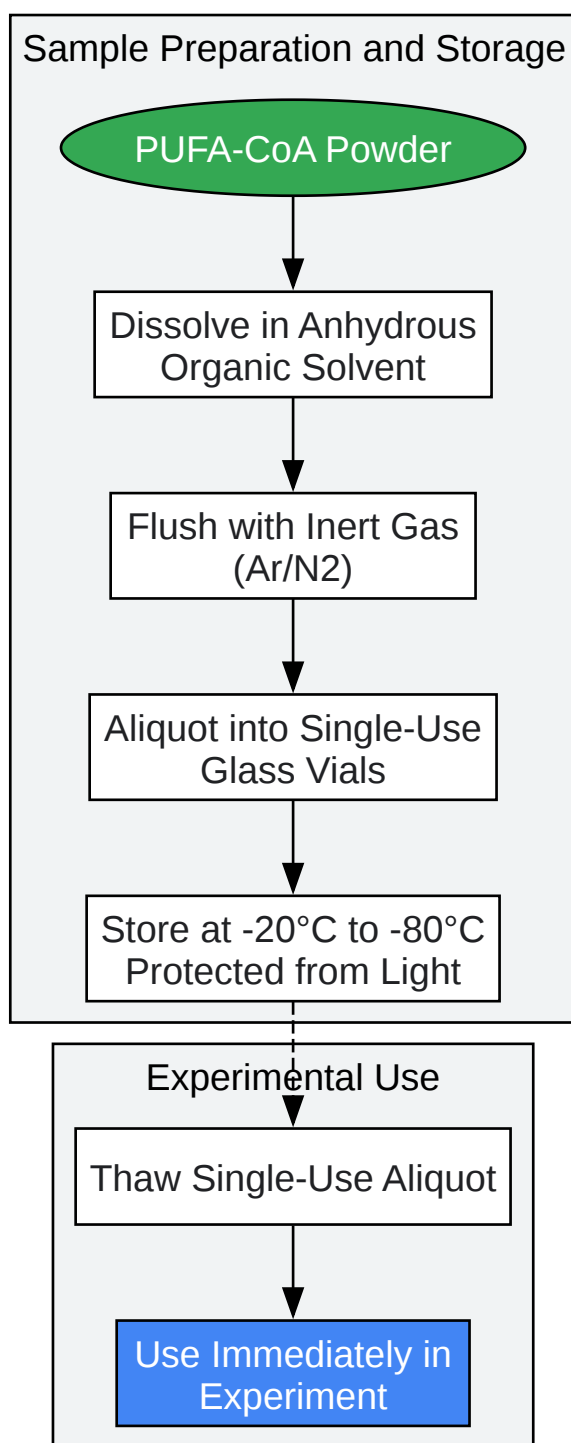 Sample Preparation and Storage
PUFA-CoA Powder
Dissolve in Anhydrous
Organic Solvent
Flush with Inert Gas
(Ar/N2)
Aliquot into Single-Use
Glass Vials
Store at -20°C to -80°C
Protected from Light
Experimental Use
Thaw Single-Use Aliquot
Use Immediately in
Experiment